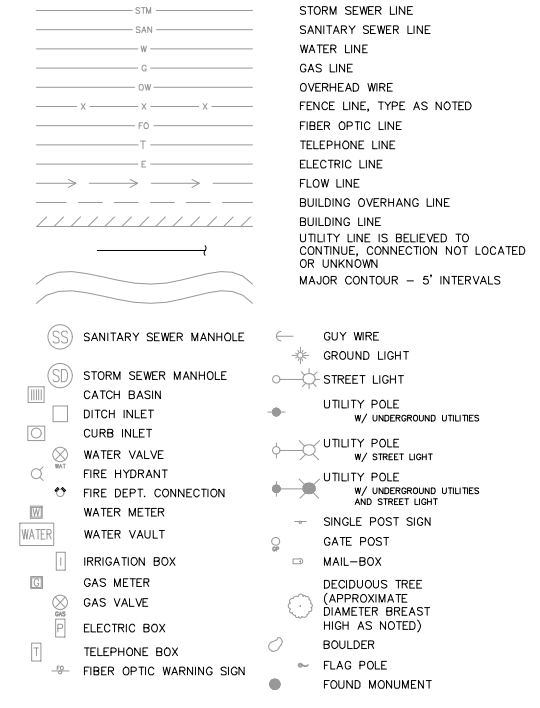 STM STORM SEWER LINE
SAN SANITARY SEWER LINE
W WATER LINE
G GAS LINE
OW OVERHEAD WIRE
X X X FENCE LINE, TYPE AS NOTED
FO FIBER OPTIC LINE
T TELEPHONE LINE
E ELECTRIC LINE
FLOW LINE
BUILDING OVERHANG LINE
BUILDING LINE
UTILITY LINE IS BELIEVED TO
CONTINUE, CONNECTION NOT LOCATED
OR UNKNOWN
MAJOR CONTOUR – 5' INTERVALS
SS SANITARY SEWER MANHOLE
SD STORM SEWER MANHOLE
CATCH BASIN
DITCH INLET
CURB INLET
WATER VALVE
WAT
FIRE HYDRANT
FIRE DEPT. CONNECTION
W WATER METER
WATER WATER VAULT
I IRRIGATION BOX
G GAS METER
GAS VALVE
GAS
P ELECTRIC BOX
T TELEPHONE BOX
FO FIBER OPTIC WARNING SIGN
GUY WIRE
GROUND LIGHT
STREET LIGHT
UTILITY POLE
W/ UNDERGROUND UTILITIES
UTILITY POLE
W/ STREET LIGHT
UTILITY POLE
W/ UNDERGROUND UTILITIES
AND STREET LIGHT
SINGLE POST SIGN
GATE POST
GP
MAIL-BOX
DECIDUOUS TREE
(APPROXIMATE
DIAMETER BREAST
HIGH AS NOTED)
BOULDER
FLAG POLE
FOUND MONUMENT